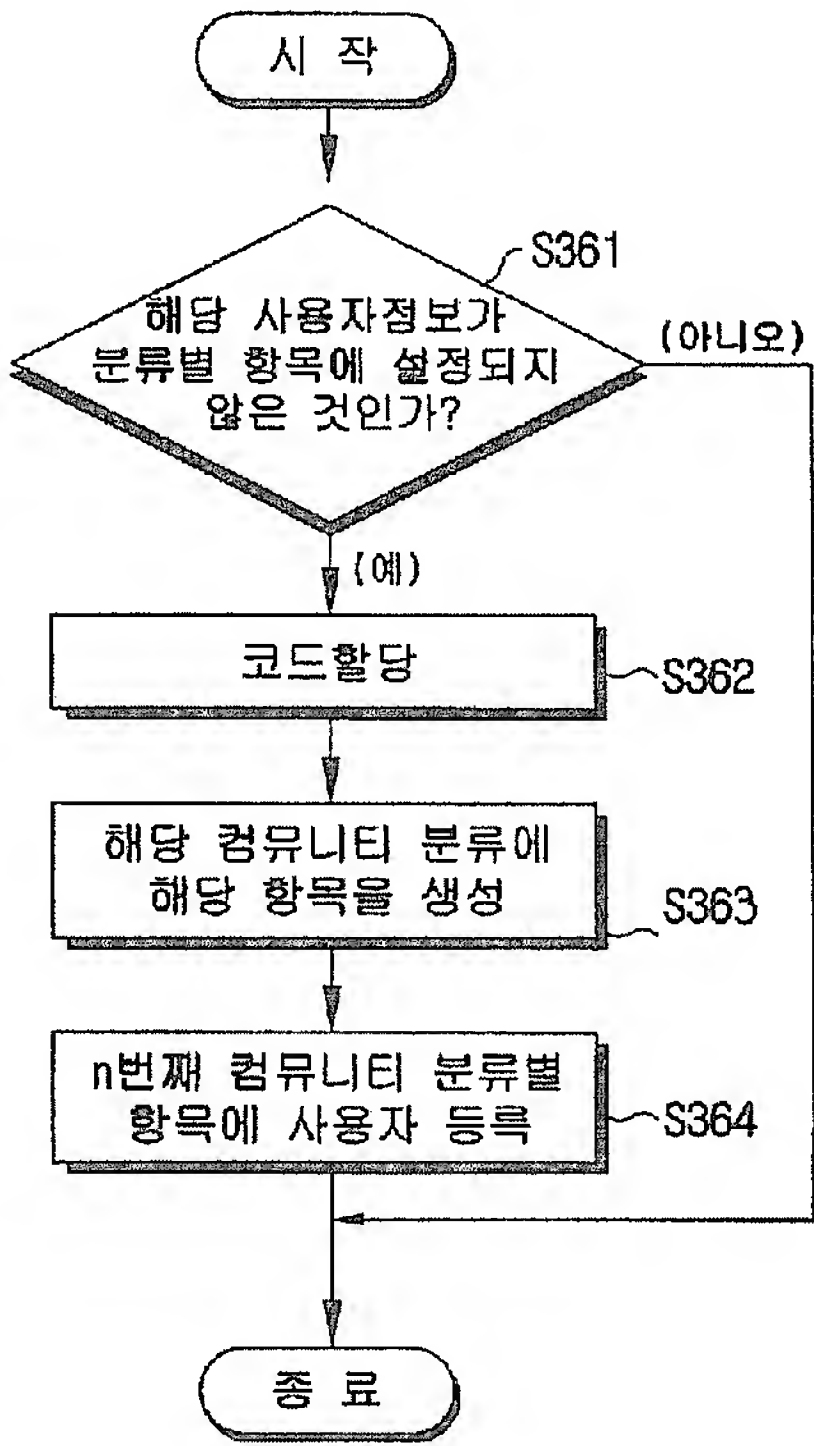 시 작
S361
해당 사용자정보가
분류별 항목에 설정되지
않은 것인가?
(아니오)
(예)
코드할당
S362
해당 컴뮤니티 분류에
해당 항목을 생성
S363
n번째 컴뮤니티 분류별
항목에 사용자 등록
S364
종 료